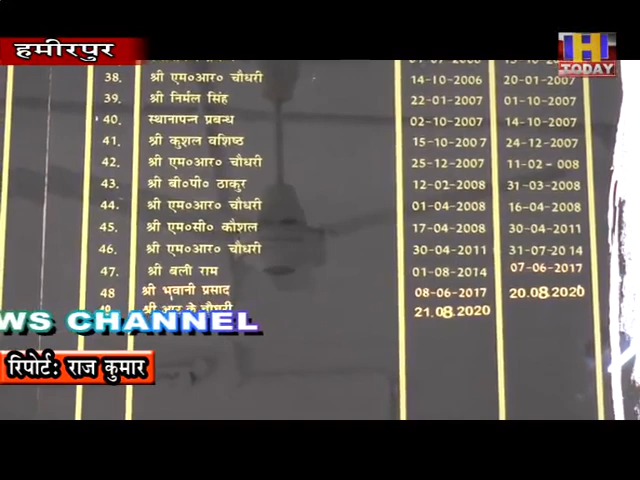 हमीरपुर
IHI
TODAY
38. श्री एम०आर० चौधरी 14-10-2006 20-01-2007
39. श्री निर्मल सिंह 22-01-2007 01-10-2007
40. स्थानापन्न प्रबन्ध 02-10-2007 14-10-2007
41. श्री कुशल वशिष्ठ 15-10-2007 24-12-2007
42. श्री एम०आर० चौधरी 25-12-2007 11-02- 008
43. श्री बी०पी० ठाकुर 12-02-2008 31-03-2008
44. श्री एम०आर० चौधरी 01-04-2008 16-04-2008
45. श्री एम०सी० कौशल 17-04-2008 30-04-2011
46. श्री एम०आर० चौधरी 30-04-2011 31-07-2014
47. श्री बली राम 01-08-2014 07-06-2017
48 श्री भवानी प्रसाद 08-06-2017 20.08.2020
श्री आर के चौधरी 21.08.2020
WS CHANNEL
रिपोर्ट: राज कुमार